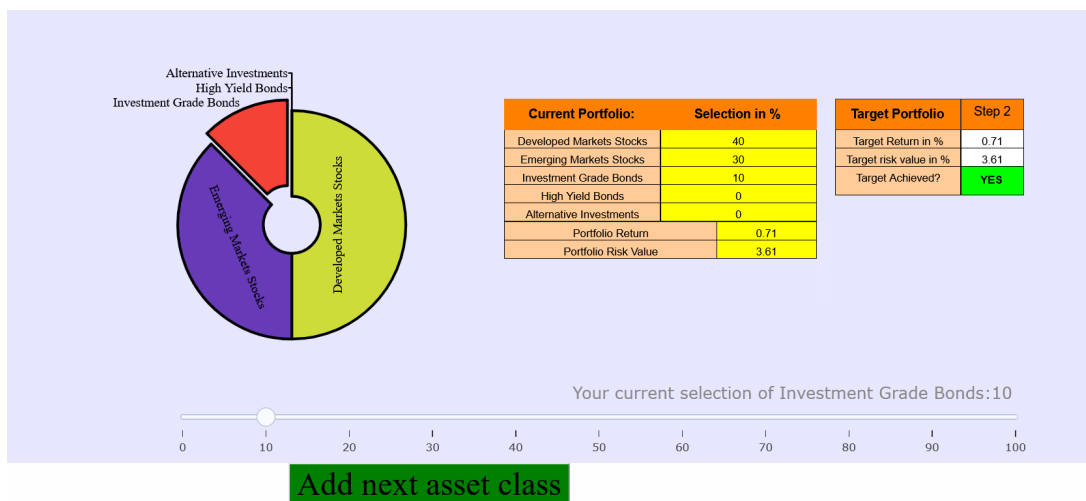 Alternative Investments
High Yield Bonds
Investment Grade Bonds
Emerging Markets Stocks
Developed Markets Stocks
Current Portfolio: Selection in %
Developed Markets Stocks 40
Emerging Markets Stocks 30
Investment Grade Bonds 10
High Yield Bonds 0
Alternative Investments 0
Portfolio Return 0.71
Portfolio Risk Value 3.61
Target Portfolio Step 2
Target Return in % 0.71
Target risk value in % 3.61
Target Achieved? YES
Your current selection of Investment Grade Bonds:10
0 10 20 30 40 50 60 70 80 90 100
Add next asset class